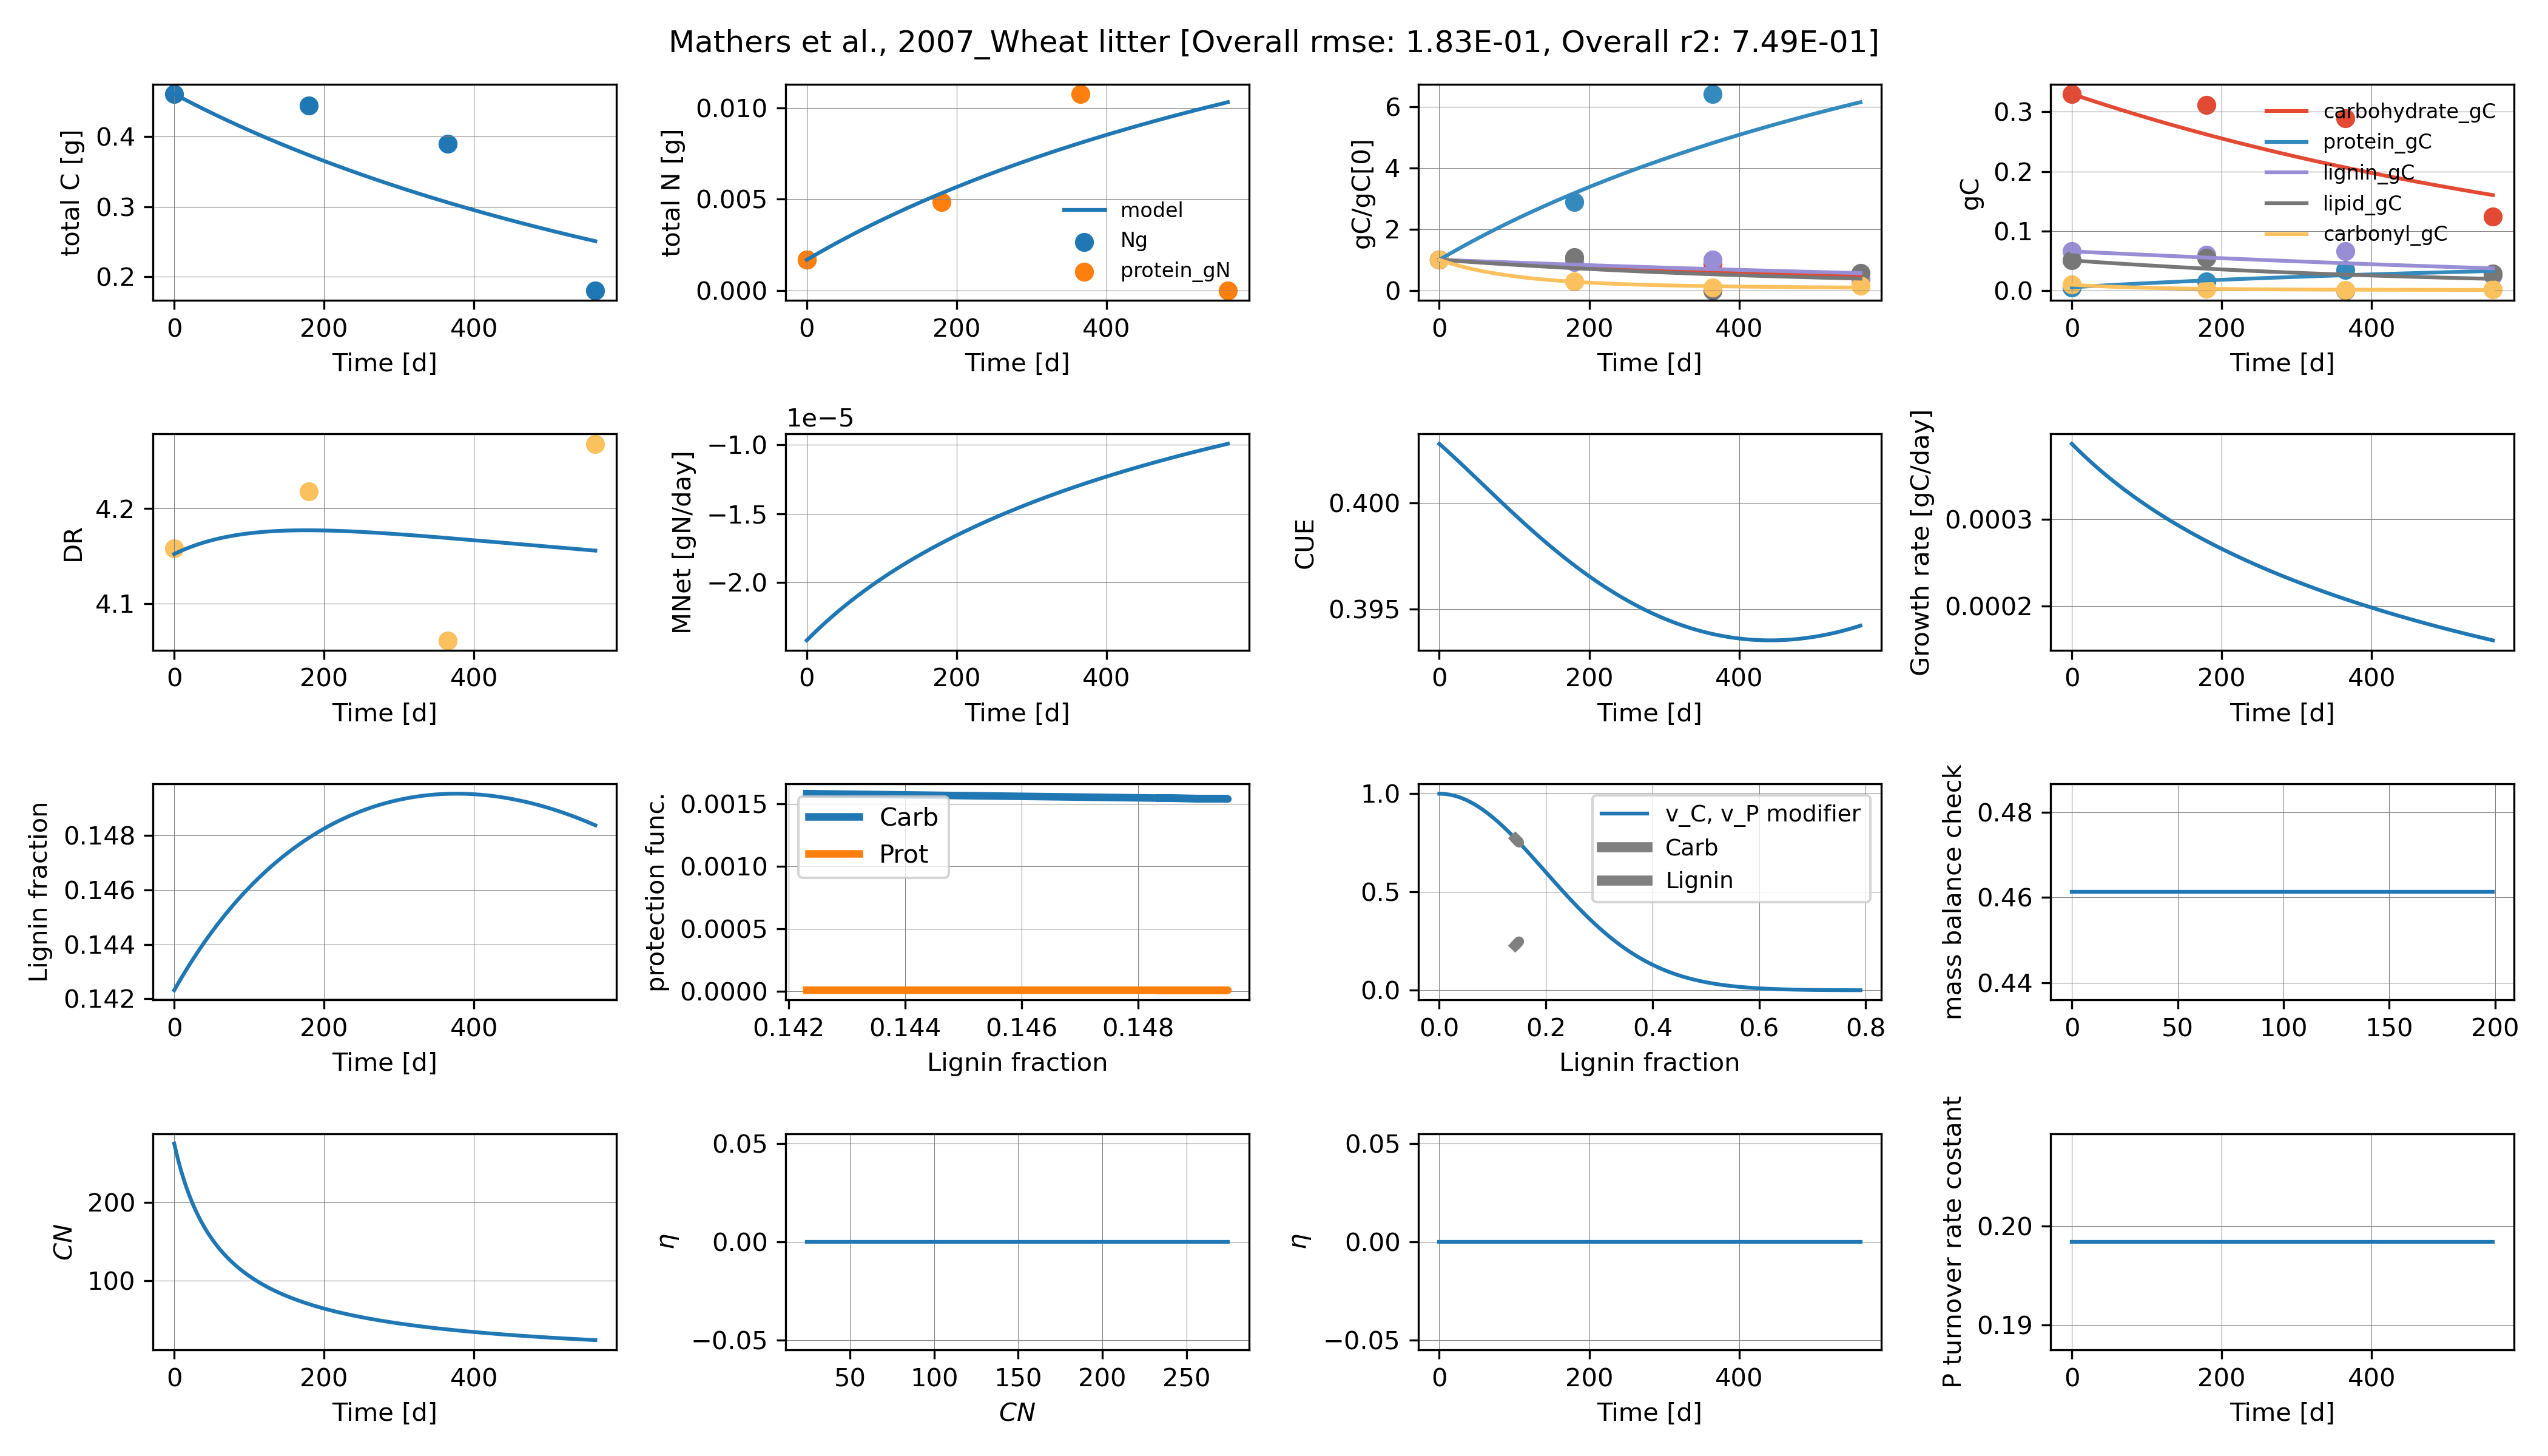 Mathers et al., 2007_Wheat litter [Overall rmse: 1.83E-01, Overall r2: 7.49E-01]
total C [g]
0.4
0.3
0.2
0 200 400
Time [d]
total N [g]
0.010
0.005
0.000
model
Ng
protein_gN
0 200 400
Time [d]
gC/gC[0]
6
4
2
0
0 200 400
Time [d]
gC
0.3
0.2
0.1
0.0
carbohydrate_gC
protein_gC
lignin_gC
lipid_gC
carbonyl_gC
0 200 400
Time [d]
DR
4.2
4.1
0 200 400
Time [d]
1e−5
MNet [gN/day]
−1.0
−1.5
−2.0
0 200 400
Time [d]
CUE
0.400
0.395
0 200 400
Time [d]
Growth rate [gC/day]
0.0003
0.0002
0 200 400
Time [d]
Lignin fraction
0.148
0.146
0.144
0.142
0 200 400
Time [d]
protection func.
0.0015
0.0010
0.0005
0.0000
Carb
Prot
0.142 0.144 0.146 0.148
Lignin fraction
1.0
0.5
0.0
v_C, v_P modifier
Carb
Lignin
0.0 0.2 0.4 0.6 0.8
Lignin fraction
mass balance check
0.48
0.46
0.44
0 50 100 150 200
CN
200
100
0 200 400
Time [d]
η
0.05
0.00
−0.05
50 100 150 200 250
CN
η
0.05
0.00
−0.05
0 200 400
Time [d]
P turnover rate costant
0.20
0.19
0 200 400
Time [d]